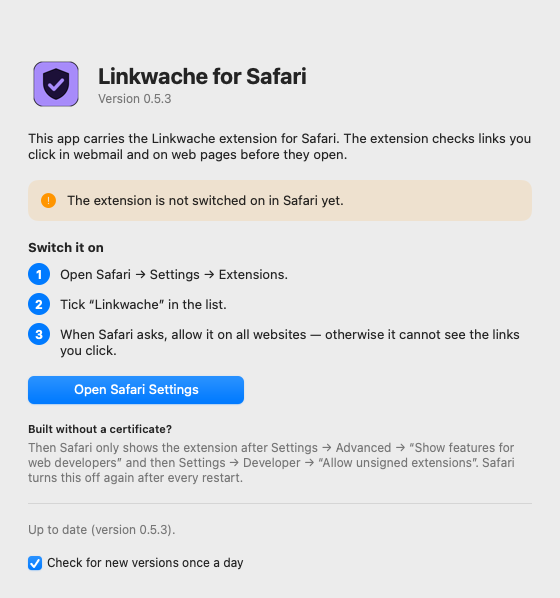 Linkwache for Safari
Version 0.5.3
This app carries the Linkwache extension for Safari. The extension checks links you
click in webmail and on web pages before they open.
The extension is not switched on in Safari yet.
Switch it on
1 Open Safari → Settings → Extensions.
2 Tick “Linkwache” in the list.
3 When Safari asks, allow it on all websites — otherwise it cannot see the links
you click.
Open Safari Settings
Built without a certificate?
Then Safari only shows the extension after Settings → Advanced → “Show features for
web developers” and then Settings → Developer → “Allow unsigned extensions”. Safari
turns this off again after every restart.
Up to date (version 0.5.3).
Check for new versions once a day